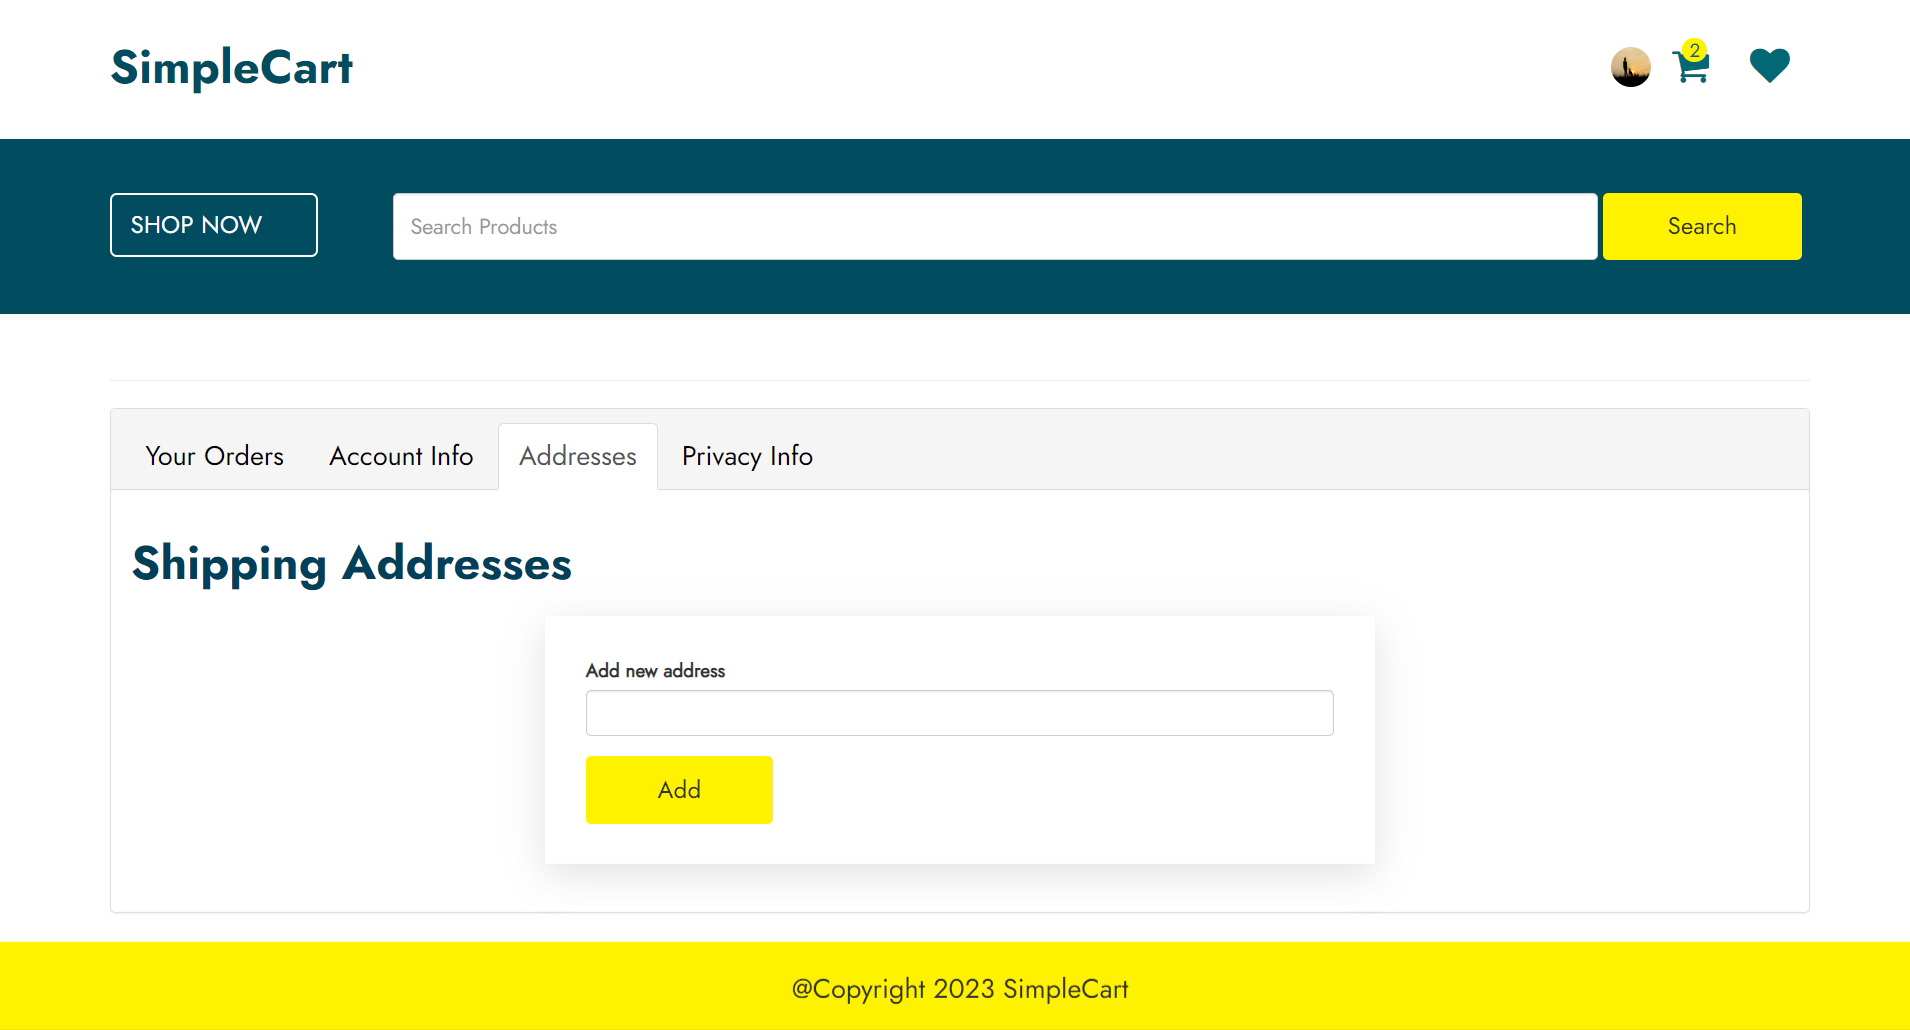 SimpleCart
2
SHOP NOW
Search Products
Search
Your Orders
Account Info
Addresses
Privacy Info
Shipping Addresses
Add new address
Add
@Copyright 2023 SimpleCart